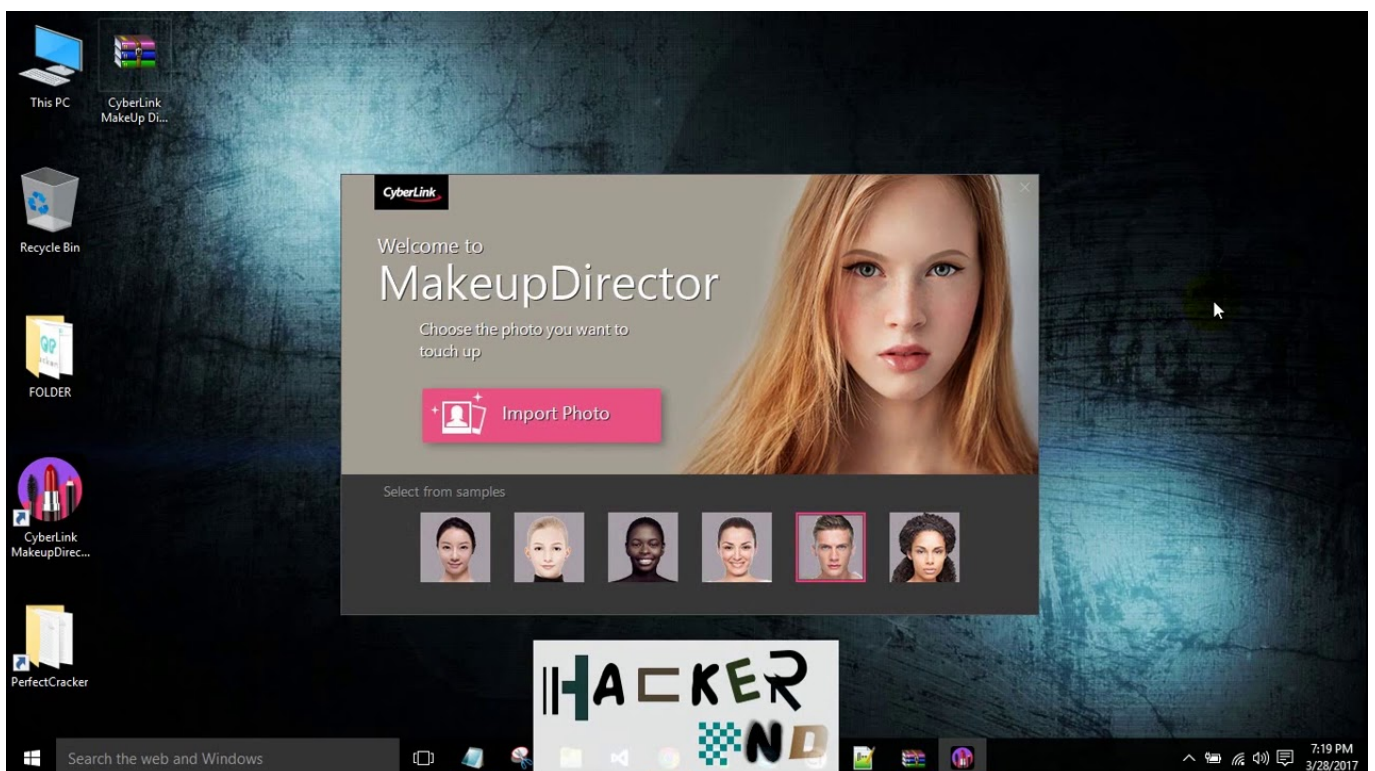 This PC
CyberLink
MakeUp Di...
Recycle Bin
FOLDER
CyberLink
MakeupDirec...
PerfectCracker
CyberLink
Welcome to
MakeupDirector
Choose the photo you want to
touch up
Import Photo
Select from samples
HACKER
ND
Search the web and Windows
7:19 PM
3/28/2017